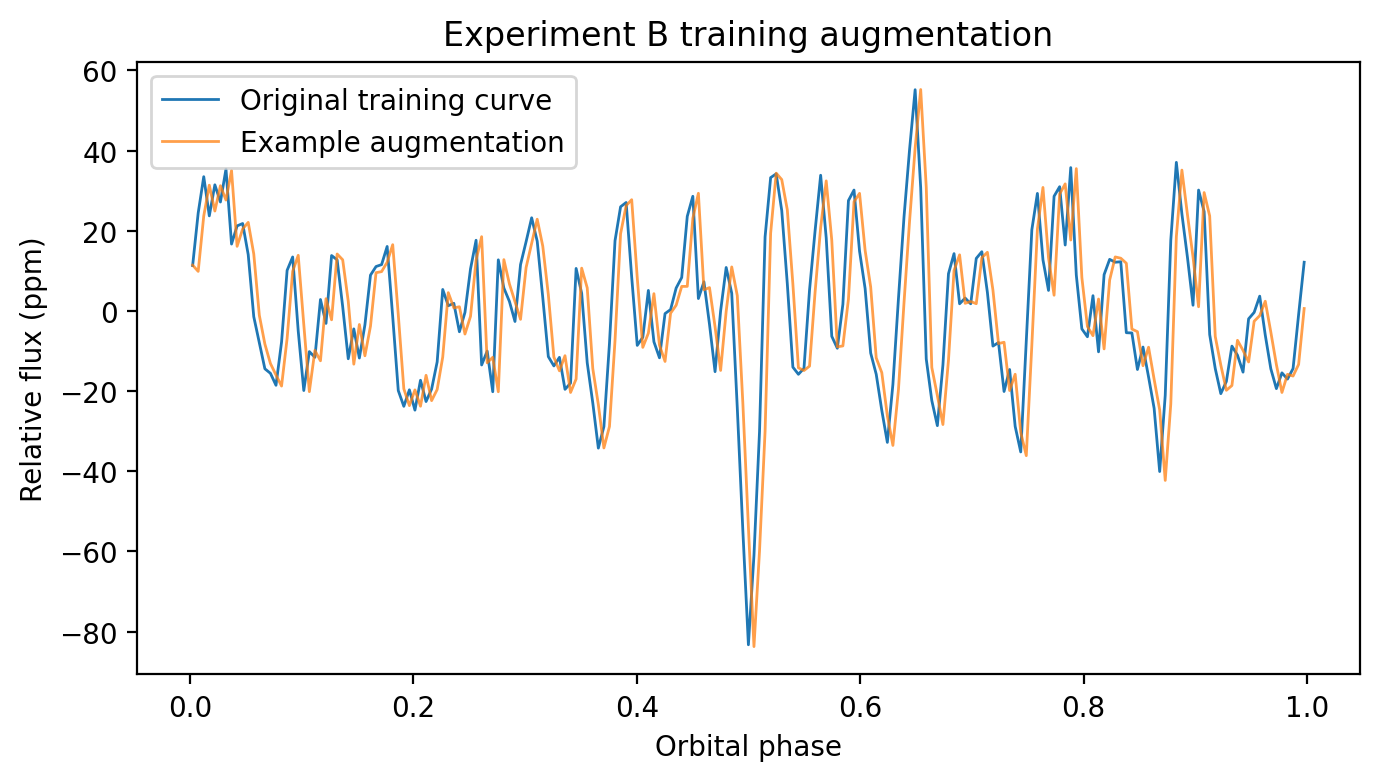 Experiment B training augmentation
Original training curve
Example augmentation
Relative flux (ppm)
60
40
20
0
−20
−40
−60
−80
0.0 0.2 0.4 0.6 0.8 1.0
Orbital phase